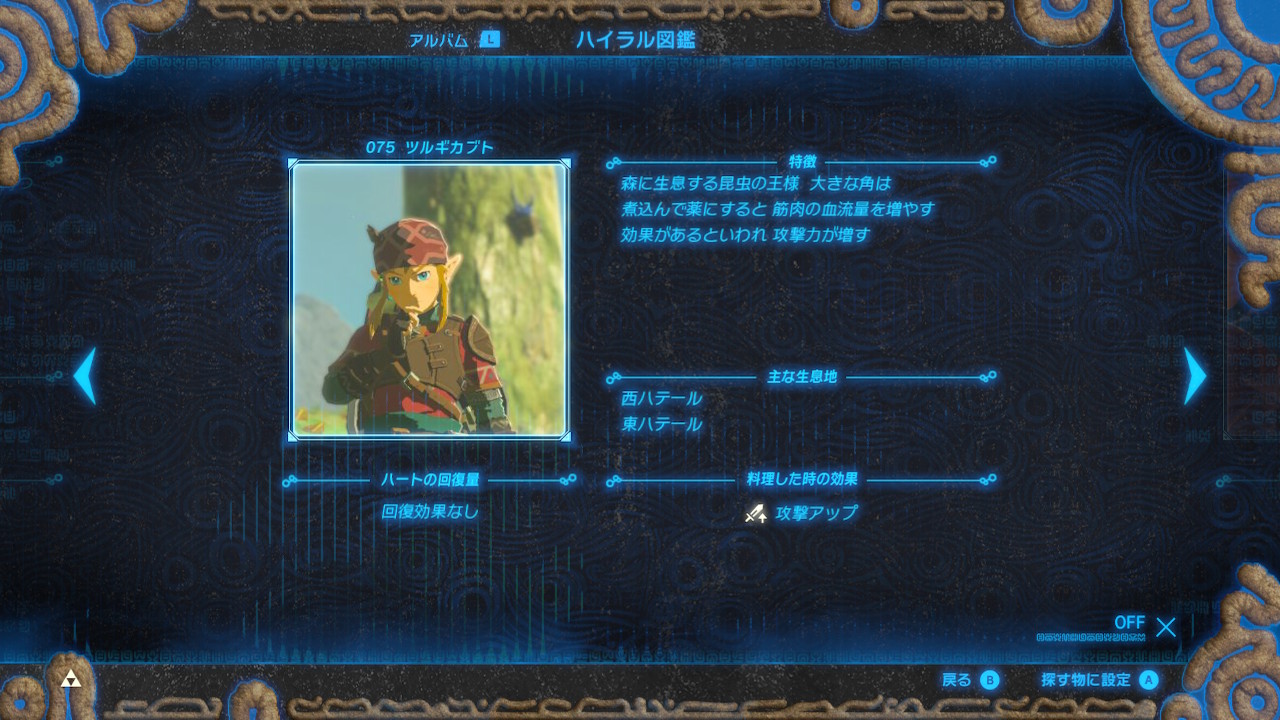 アルバム L
ハイラル図鑑
075 ツルギカブト
特徴
森に生息する昆虫の王様 大きな角は
煮込んで薬にすると 筋肉の血流量を増やす
効果があるといわれ 攻撃力が増す
主な生息地
西ハテール
東ハテール
ハートの回復量
回復効果なし
料理した時の効果
攻撃アップ
OFF
戻る B
探す物に設定 A